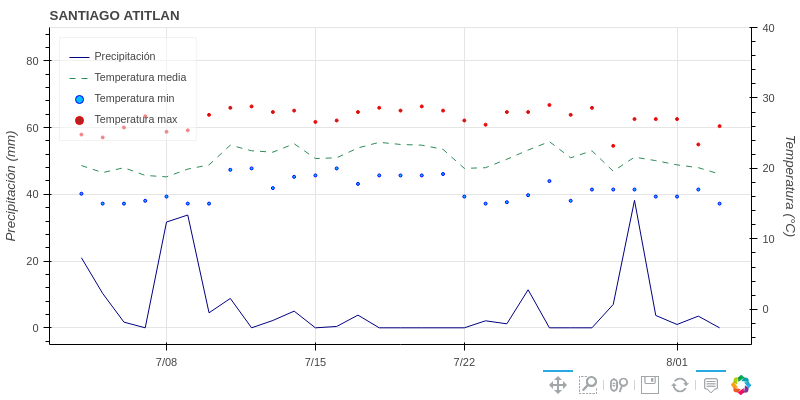 SANTIAGO ATITLAN
Precipitación
Temperatura media
Temperatura min
Temperatura max
80
60
40
20
0
Precipitación (mm)
40
30
20
10
0
Temperatura (°C)
7/08
7/15
7/22
8/01